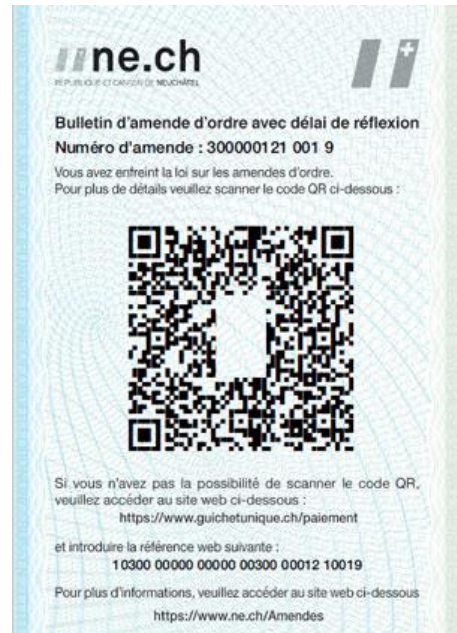 ne.ch
RÉPUBLIQUE ET CANTON DE NEUCHÂTEL
Bulletin d'amende d'ordre avec délai de réflexion
Numéro d'amende : 300000121 001 9
Vous avez enfreint la loi sur les amendes d'ordre.
Pour plus de détails veuillez scanner le code QR ci-dessous :
Si vous n'avez pas la possibilité de scanner le code QR,
veuillez accéder au site web ci-dessous :
https://www.guichetunique.ch/paiement
et introduire la référence web suivante :
10300 00000 00000 00300 00012 10019
Pour plus d'informations, veuillez accéder au site web ci-dessous
https://www.ne.ch/Amendes